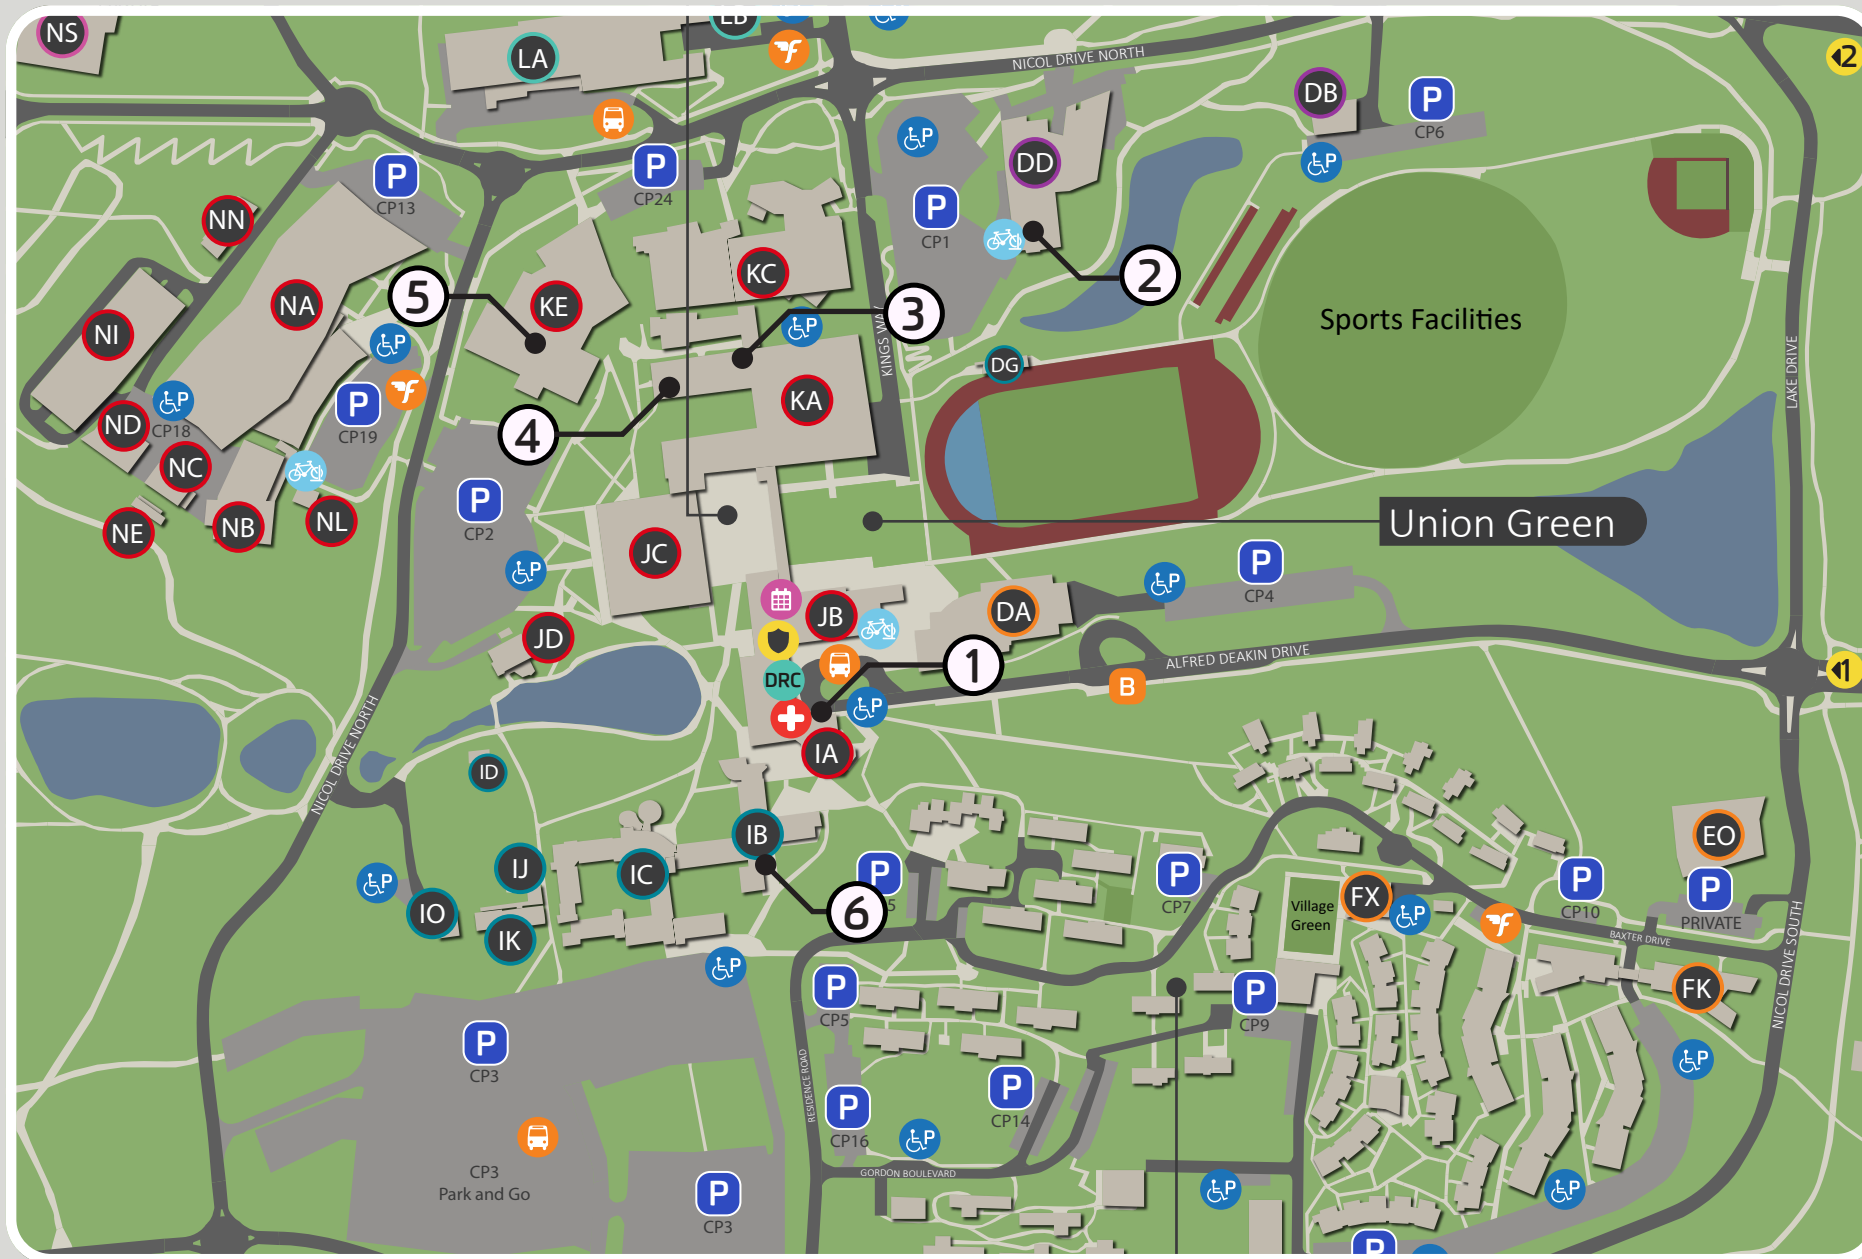 NS
LA
EB
NICOL DRIVE NORTH
2
DB
P
CP6
P
CP13
P
CP24
P
CP1
DD
P
NN
NA
NI
5
KE
KC
3
2
P
KINGS WAY
DG
Sports Facilities
LAKE DRIVE
P
P
CP19
ND
CP18
NC
NE
NB
NL
4
KA
P
CP2
P
JC
Union Green
P
P
CP4
JD
JB
DA
1
DRC
ALFRED DEAKIN DRIVE
B
1
P
IA
NICOL DRIVE NORTH
ID
IB
IJ
IC
P
5
6
IO
IK
P
P
CP7
Village
Green
FX
P
P
CP10
EO
P
PRIVATE
BAXTER DRIVE
NICOL DRIVE SOUTH
FK
P
P
CP5
P
CP9
P
CP3
RESIDENCE ROAD
P
CP16
P
P
CP14
P
CP3
Park and Go
GORDON BOULEVARD
P
CP3
P
P
P